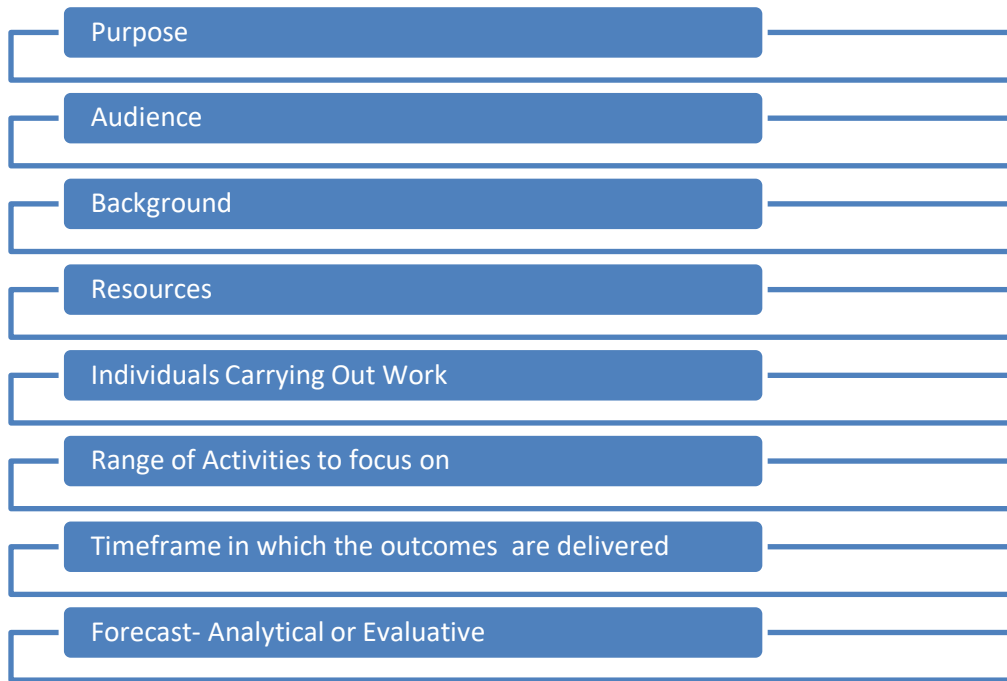 Purpose
Audience
Background
Resources
Individuals Carrying Out Work
Range of Activities to focus on
Timeframe in which the outcomes  are delivered
Forecast- Analytical or Evaluative